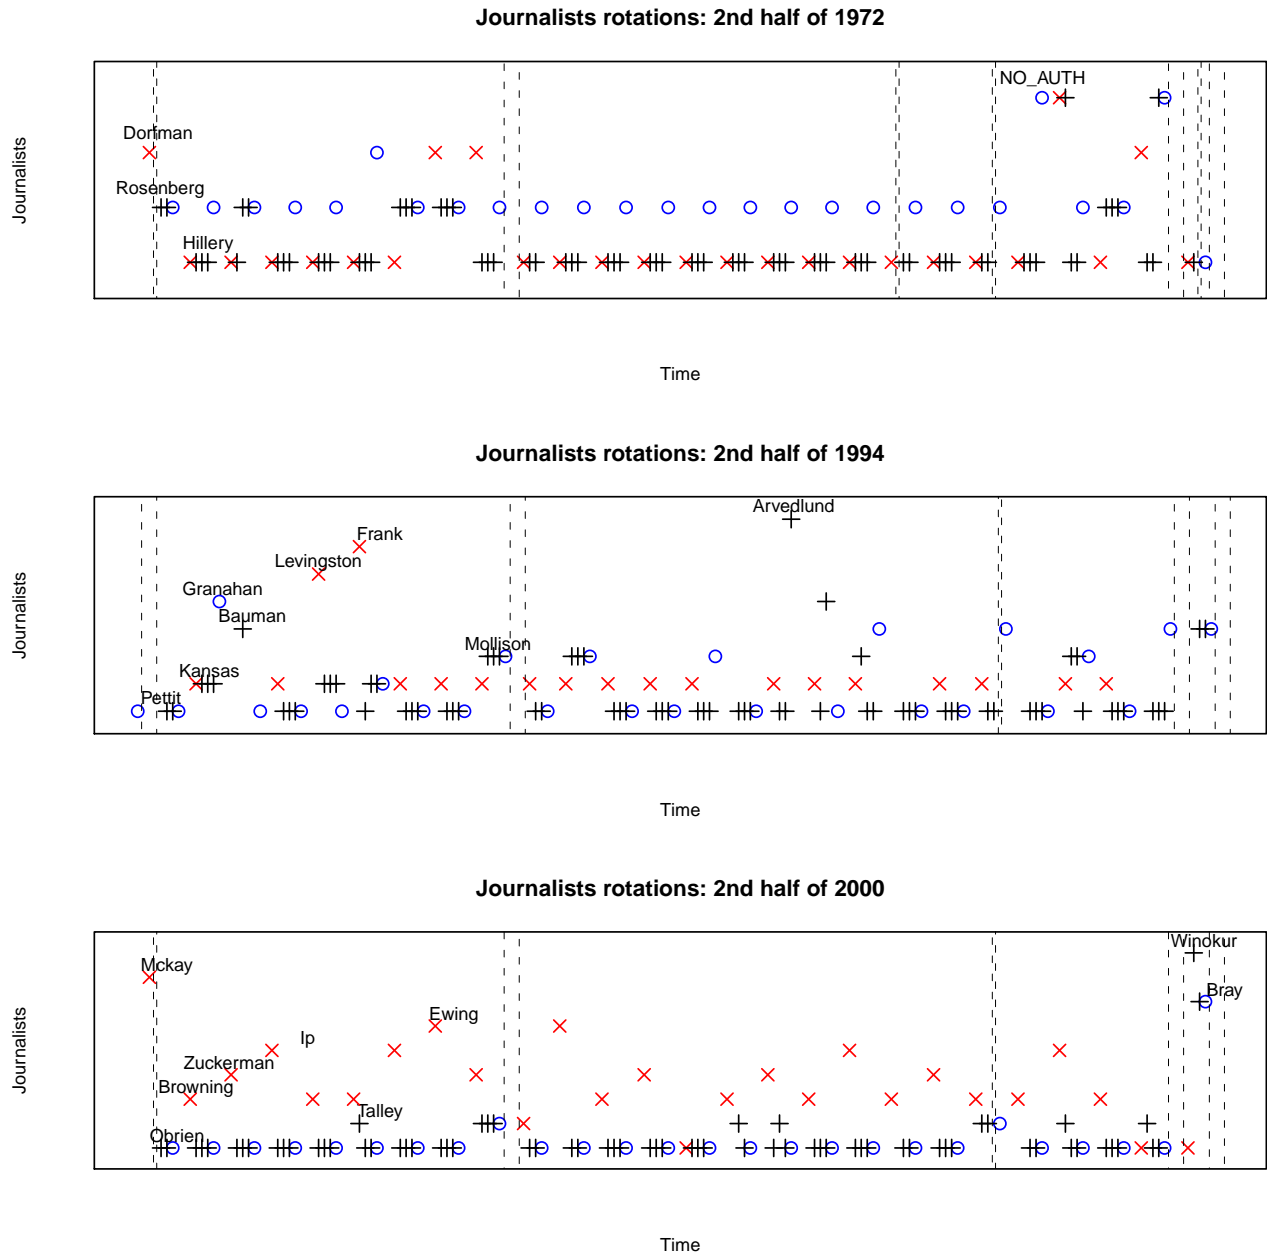 Journalists rotations: 2nd half of 1972
Journalists
NO_AUTH
Dorfman
Rosenberg
Hillery
Time
Journalists rotations: 2nd half of 1994
Journalists
Arvedlund
Frank
Levingston
Granahan
Bauman
Mollison
Kansas
Pettit
Time
Journalists rotations: 2nd half of 2000
Journalists
Winokur
Mckay
Bray
Ewing
Ip
Zuckerman
Browning
Talley
Obrien
Time